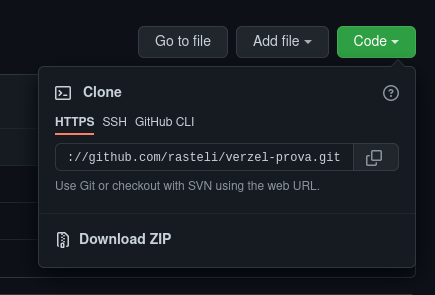 Go to file Add file Code
Clone
HTTPS SSH GitHub CLI
://github.com/rasteli/verzel-prova.git
Use Git or checkout with SVN using the web URL.
Download ZIP